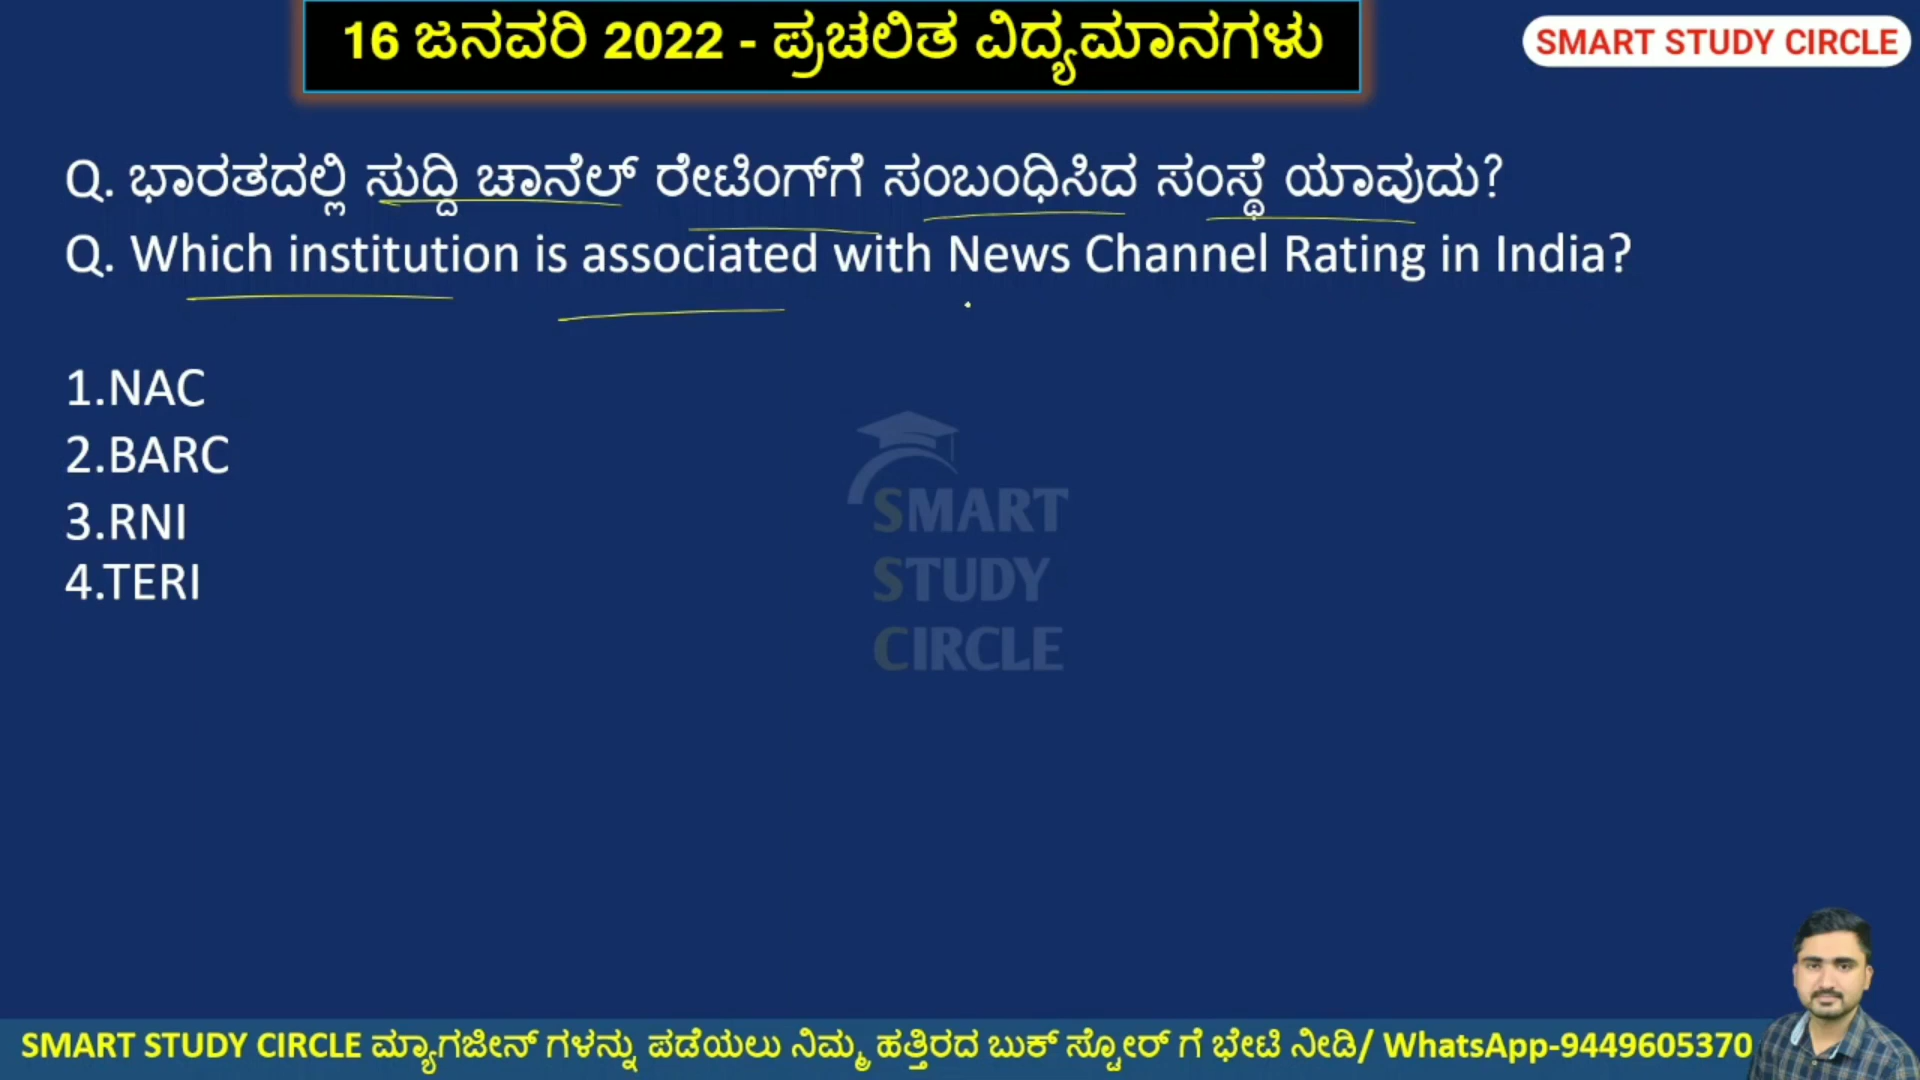 16 ಜನವರಿ 2022 - ಪ್ರಚಲಿತ ವಿದ್ಯಮಾನಗಳು
SMART STUDY CIRCLE
Q. ಭಾರತದಲ್ಲಿ ಸುದ್ದಿ ಚಾನೆಲ್ ರೇಟಿಂಗ್‌ಗೆ ಸಂಬಂಧಿಸಿದ ಸಂಸ್ಥೆ ಯಾವುದು?
Q. Which institution is associated with News Channel Rating in India?
1.NAC
2.BARC
3.RNI
4.TERI
SMART
STUDY
CIRCLE
SMART STUDY CIRCLE ಮ್ಯಾಗಜೀನ್ ಗಳನ್ನು ಪಡೆಯಲು ನಿಮ್ಮ ಹತ್ತಿರದ ಬುಕ್ ಸ್ಟೋರ್ ಗೆ ಭೇಟಿ ನೀಡಿ/ WhatsApp-9449605370